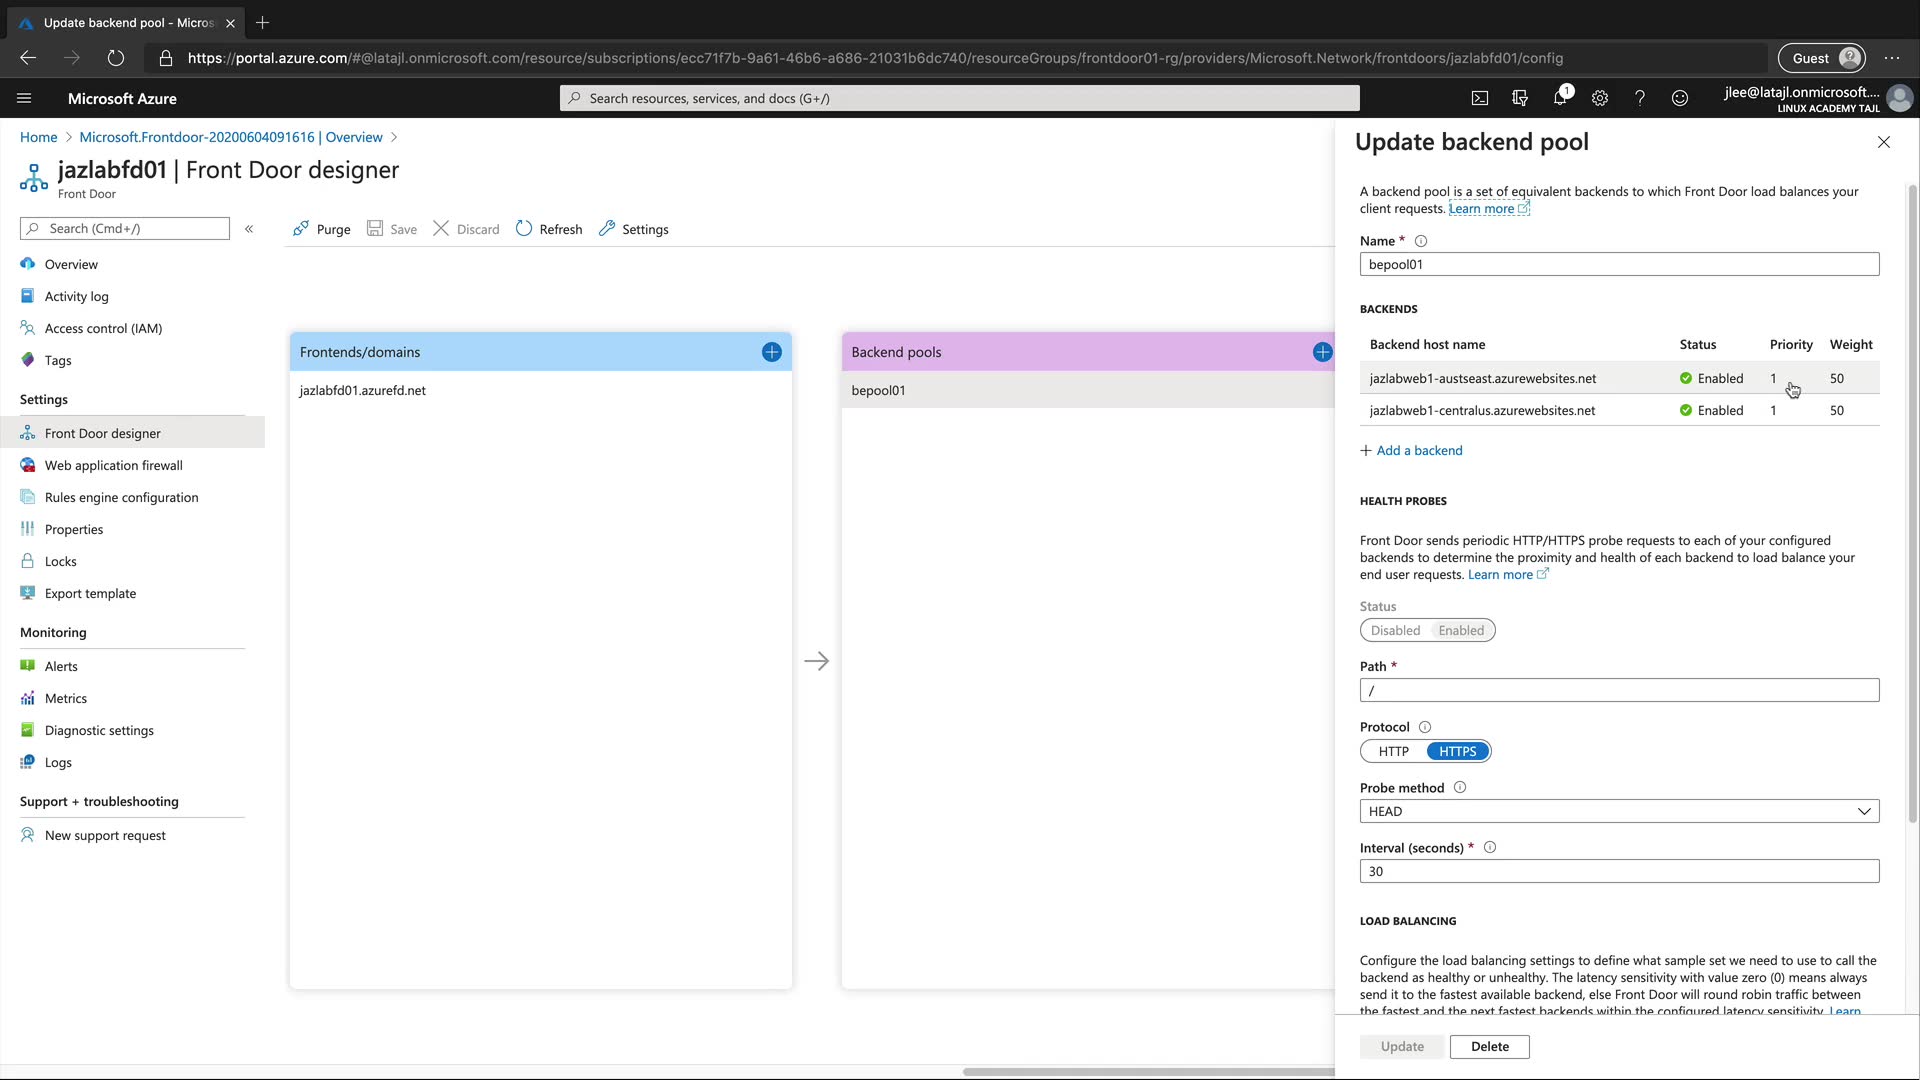 Update backend pool - Micros
https://portal.azure.com/#@latajl.onmicrosoft.com/resource/subscriptions/ecc71f7b-9a61-46b6-a686-21031b6dc740/resourceGroups/frontdoor01-rg/providers/Microsoft.Network/frontdoors/jazlabfd01/config
Guest
Microsoft Azure
Search resources, services, and docs (G+/)
1
jlee@latajl.onmicrosoft....
LINUX ACADEMY TAJL
Home > Microsoft.Frontdoor-20200604091616 | Overview >
jazlabfd01 | Front Door designer
Front Door
Search (Cmd+/)
«
Purge
Save
Discard
Refresh
Settings
Overview
Activity log
Access control (IAM)
Tags
Settings
Front Door designer
Web application firewall
Rules engine configuration
Properties
Locks
Export template
Monitoring
Alerts
Metrics
Diagnostic settings
Logs
Support + troubleshooting
New support request
Frontends/domains
jazlabfd01.azurefd.net
Backend pools
bepool01
Update backend pool
A backend pool is a set of equivalent backends to which Front Door load balances your
client requests. Learn more
Name *
bepool01
BACKENDS
Backend host name Status Priority Weight
jazlabweb1-austseast.azurewebsites.net Enabled 1 50
jazlabweb1-centralus.azurewebsites.net Enabled 1 50
+ Add a backend
HEALTH PROBES
Front Door sends periodic HTTP/HTTPS probe requests to each of your configured
backends to determine the proximity and health of each backend to load balance your
end user requests. Learn more
Status
Disabled Enabled
Path *
/
Protocol
HTTP HTTPS
Probe method
HEAD
Interval (seconds) *
30
LOAD BALANCING
Configure the load balancing settings to define what sample set we need to use to call the
backend as healthy or unhealthy. The latency sensitivity with value zero (0) means always
send it to the fastest available backend, else Front Door will round robin traffic between
the fastest and the next fastest backends within the configured latency sensitivity. Learn
Update
Delete